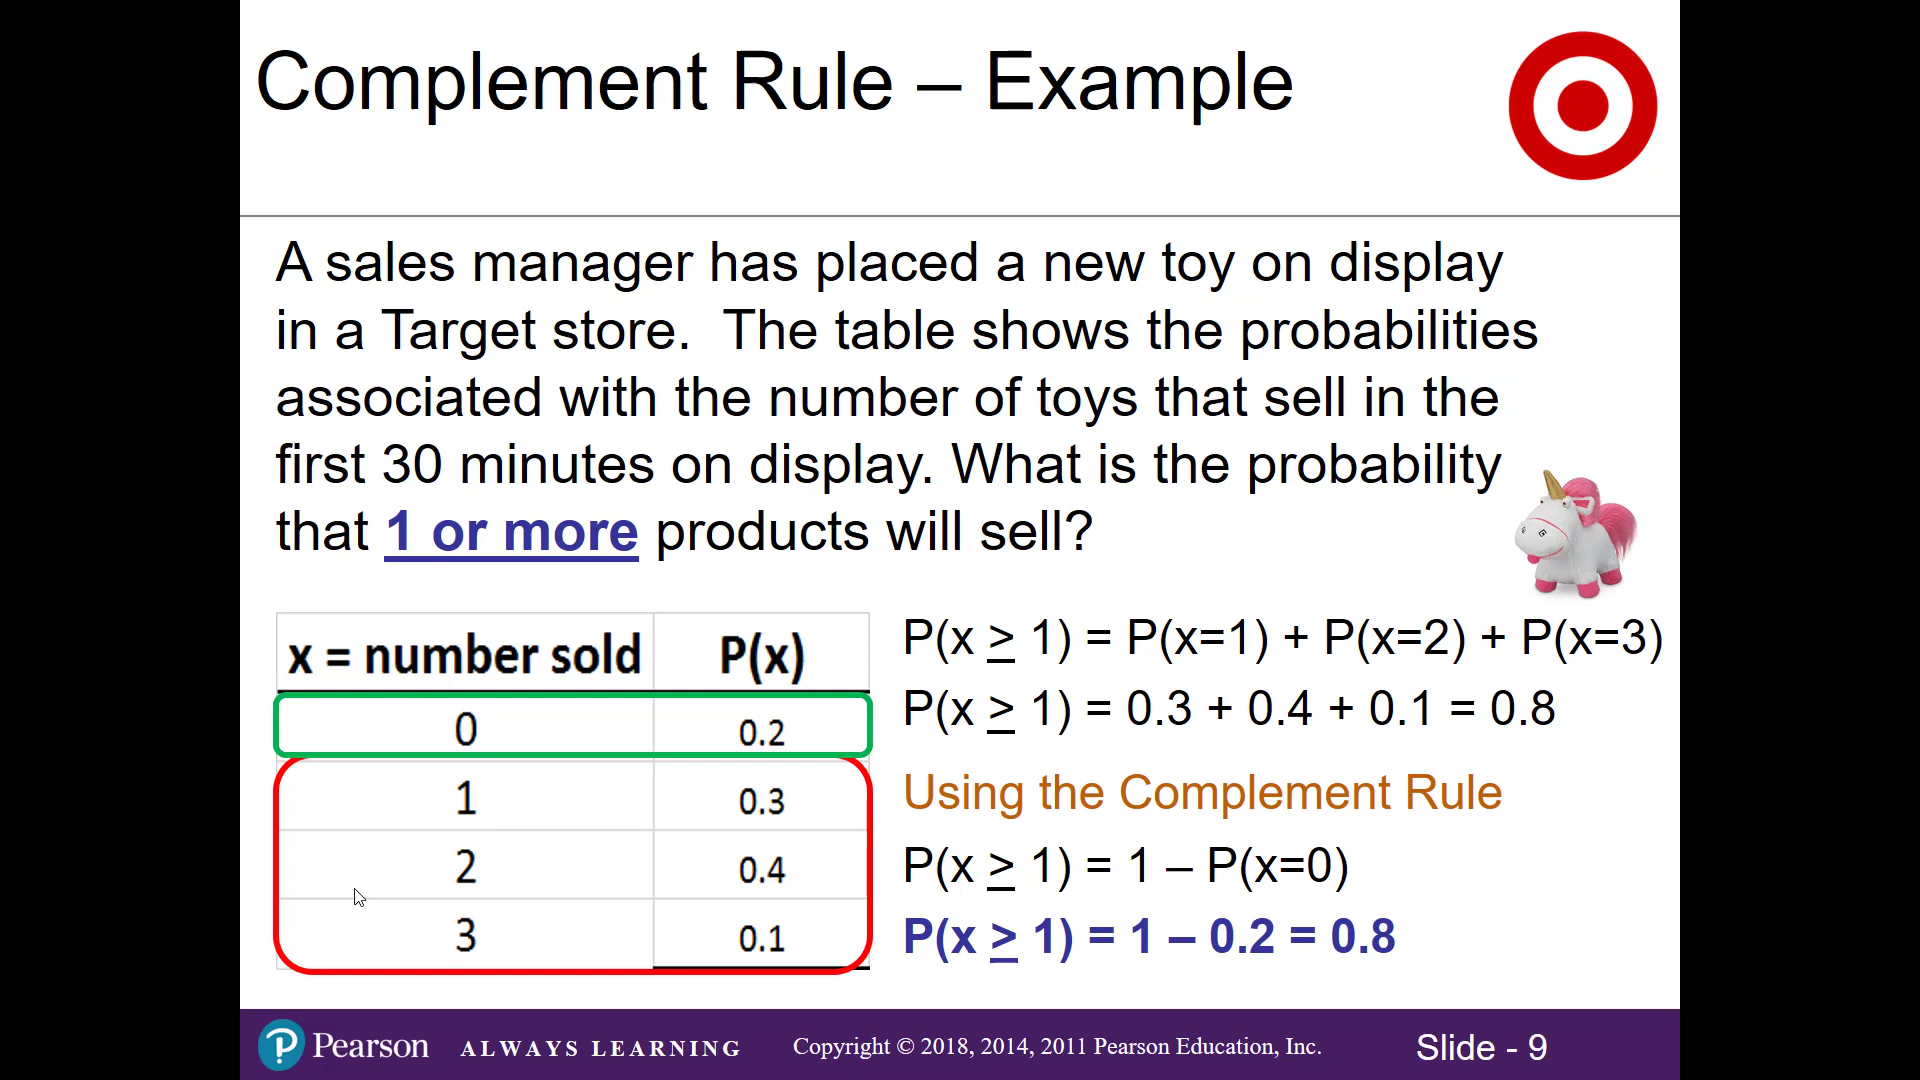 Complement Rule – Example
A sales manager has placed a new toy on display
in a Target store.  The table shows the probabilities
associated with the number of toys that sell in the
first 30 minutes on display. What is the probability
that 1 or more products will sell?
x = number sold P(x)
0 0.2
1 0.3
2 0.4
3 0.1
P(x ≥ 1) = P(x=1) + P(x=2) + P(x=3)
P(x ≥ 1) = 0.3 + 0.4 + 0.1 = 0.8
Using the Complement Rule
P(x ≥ 1) = 1 – P(x=0)
P(x ≥ 1) = 1 – 0.2 = 0.8
Pearson ALWAYS LEARNING Copyright © 2018, 2014, 2011 Pearson Education, Inc. Slide - 9